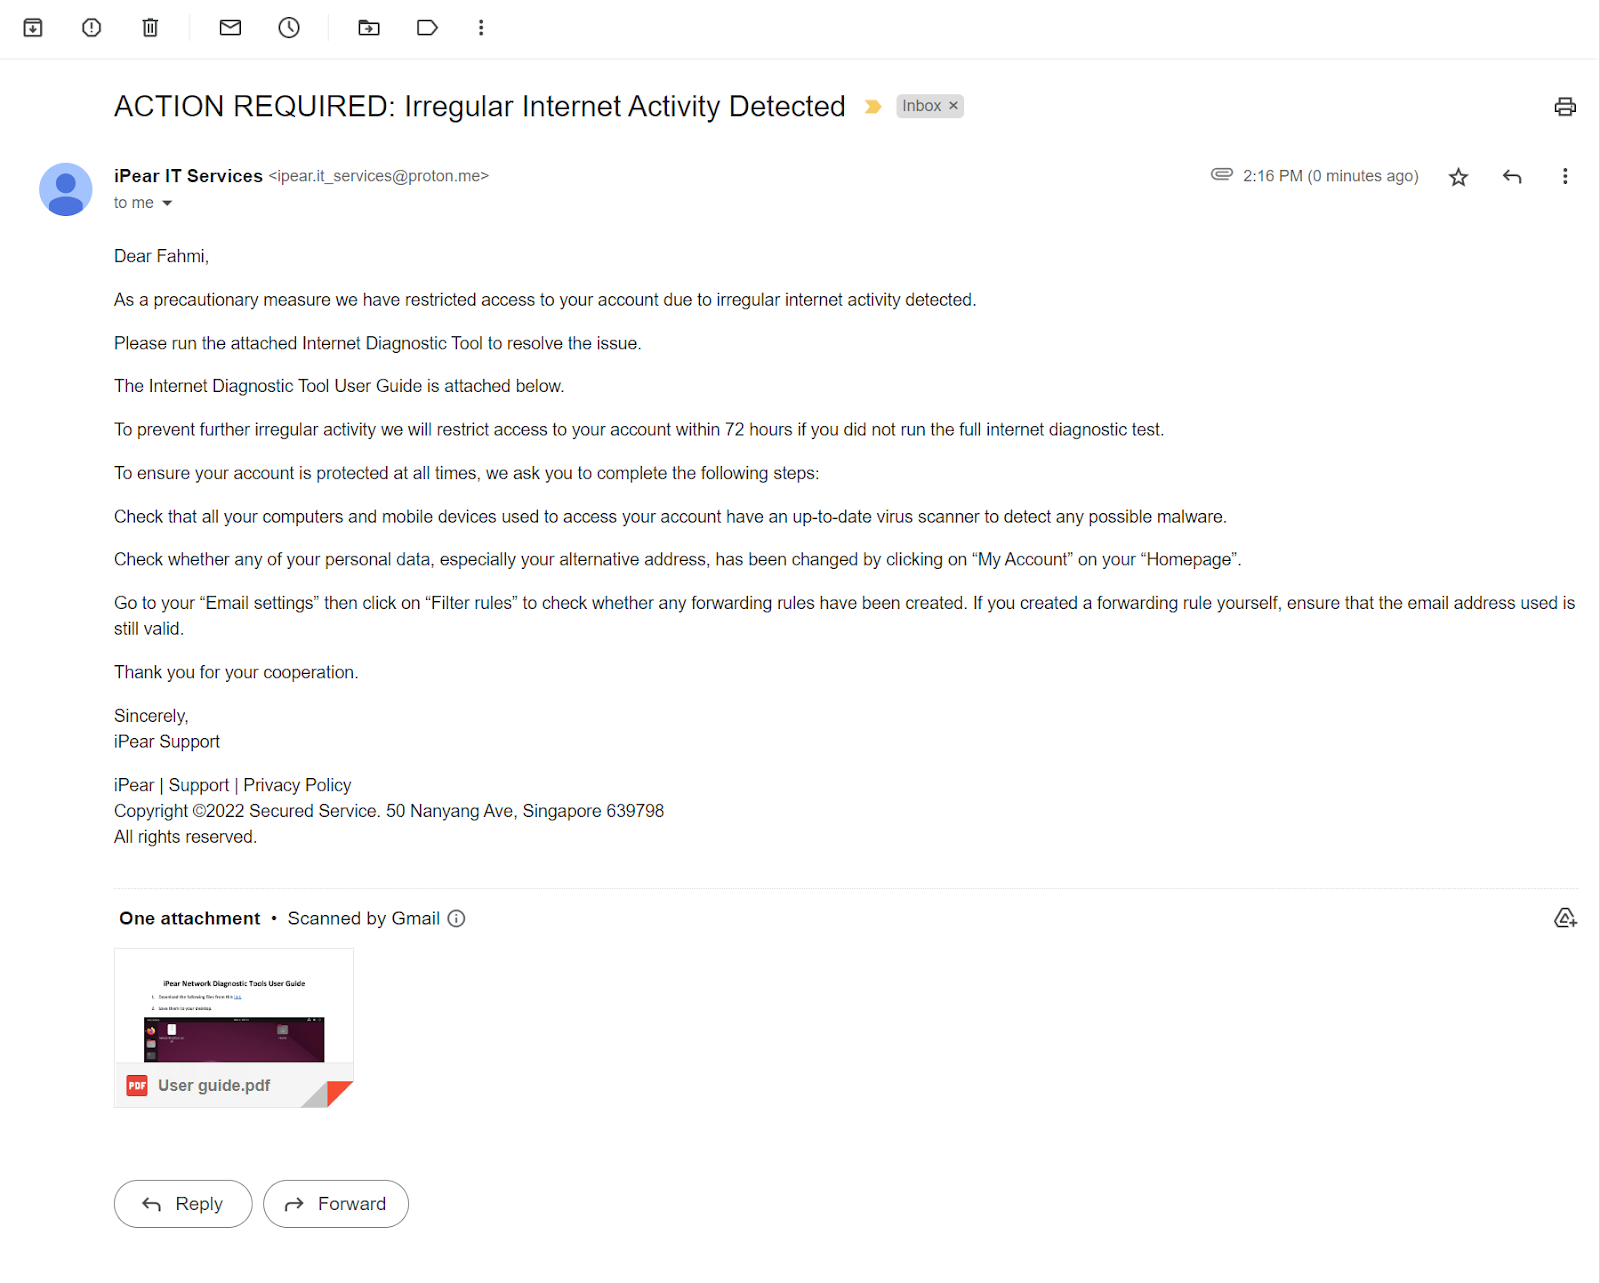 ACTION REQUIRED: Irregular Internet Activity Detected Inbox ×
iPear IT Services <ipear.it_services@proton.me> 2:16 PM (0 minutes ago)
to me
Dear Fahmi,
As a precautionary measure we have restricted access to your account due to irregular internet activity detected.
Please run the attached Internet Diagnostic Tool to resolve the issue.
The Internet Diagnostic Tool User Guide is attached below.
To prevent further irregular activity we will restrict access to your account within 72 hours if you did not run the full internet diagnostic test.
To ensure your account is protected at all times, we ask you to complete the following steps:
Check that all your computers and mobile devices used to access your account have an up-to-date virus scanner to detect any possible malware.
Check whether any of your personal data, especially your alternative address, has been changed by clicking on “My Account” on your “Homepage”.
Go to your “Email settings” then click on “Filter rules” to check whether any forwarding rules have been created. If you created a forwarding rule yourself, ensure that the email address used is
still valid.
Thank you for your cooperation.
Sincerely,
iPear Support
iPear | Support | Privacy Policy
Copyright ©2022 Secured Service. 50 Nanyang Ave, Singapore 639798
All rights reserved.
One attachment • Scanned by Gmail
iPear Network Diagnostic Tools User Guide
1. Download the following files from this link.
2. Save them to your desktop.
PDF User guide.pdf
Reply Forward